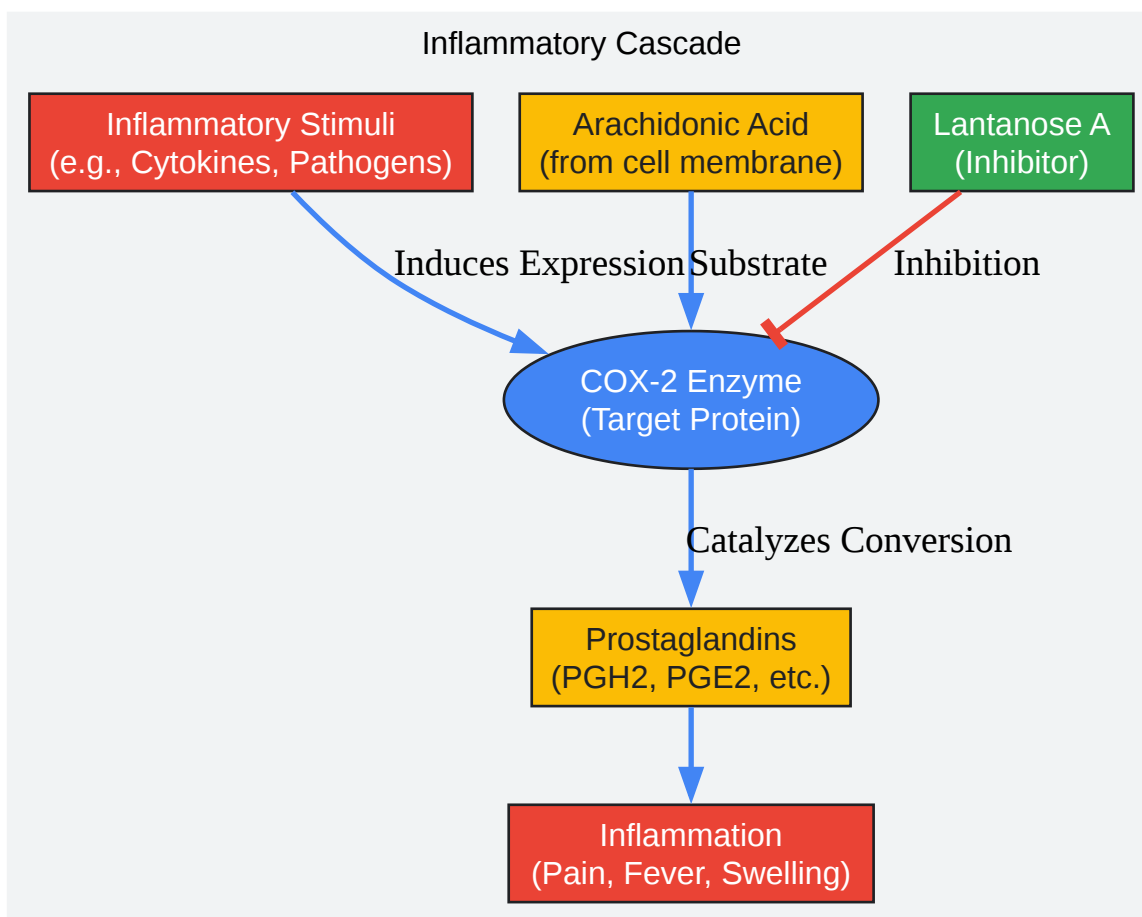 Inflammatory Cascade
Inflammatory Stimuli
(e.g., Cytokines, Pathogens)
Arachidonic Acid
(from cell membrane)
Lantanose A
(Inhibitor)
Induces Expression
Substrate
Inhibition
COX-2 Enzyme
(Target Protein)
Catalyzes Conversion
Prostaglandins
(PGH2, PGE2, etc.)
Inflammation
(Pain, Fever, Swelling)